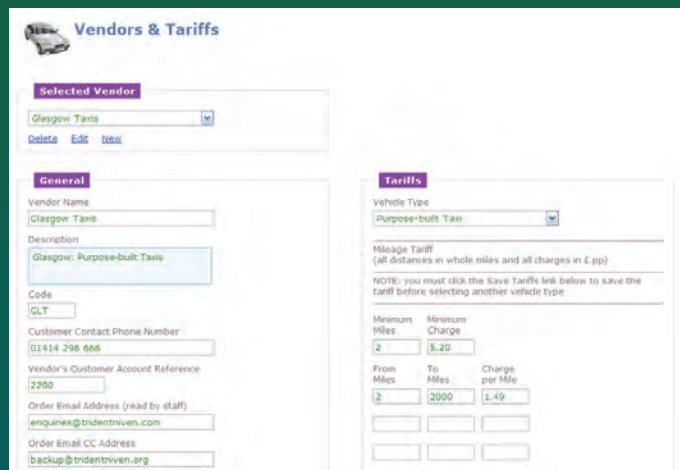 Vendors & Tariffs
Selected Vendor
Glasgow Taxis
Delete Edit New
General
Vendor Name
Glasgow Taxis
Description
Glasgow: Purpose-built Taxis
Code
GLT
Customer Contact Phone Number
01414 296 666
Vendor's Customer Account Reference
2200
Order Email Address (read by staff)
enquiries@tridentniven.com
Order Email CC Address
backup@tridentniven.org
Tariffs
Vehicle Type
Purpose-built Taxi
Mileage Tariff
(all distances in whole miles and all charges in £.pp)
NOTE: you must click the Save Tariffs link below to save the
tariff before selecting another vehicle type
Minimum Miles Minimum Charge
2 5.20
From Miles To Miles Charge per Mile
2 2000 1.49